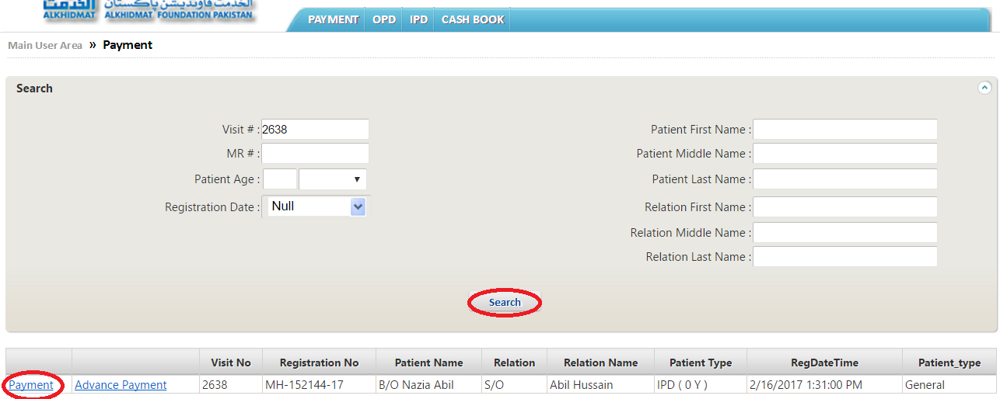 الخدمت الخدمت فاونڈیشن پاکستان
ALKHIDMAT ALKHIDMAT FOUNDATION PAKISTAN
PAYMENT OPD IPD CASH BOOK
Main User Area » Payment
Search
Visit # : 2638 Patient First Name :
MR # : Patient Middle Name :
Patient Age : Patient Last Name :
Registration Date : Null Relation First Name :
Relation Middle Name :
Relation Last Name :
Search
Visit No Registration No Patient Name Relation Relation Name Patient Type RegDateTime Patient_type
Payment Advance Payment 2638 MH-152144-17 B/O Nazia Abil S/O Abil Hussain IPD ( 0 Y ) 2/16/2017 1:31:00 PM General